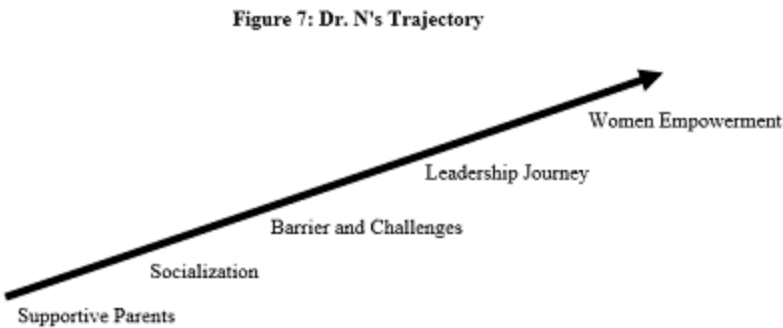 Figure 7: Dr. N's Trajectory
Women Empowerment
Leadership Journey
Barrier and Challenges
Socialization
Supportive Parents